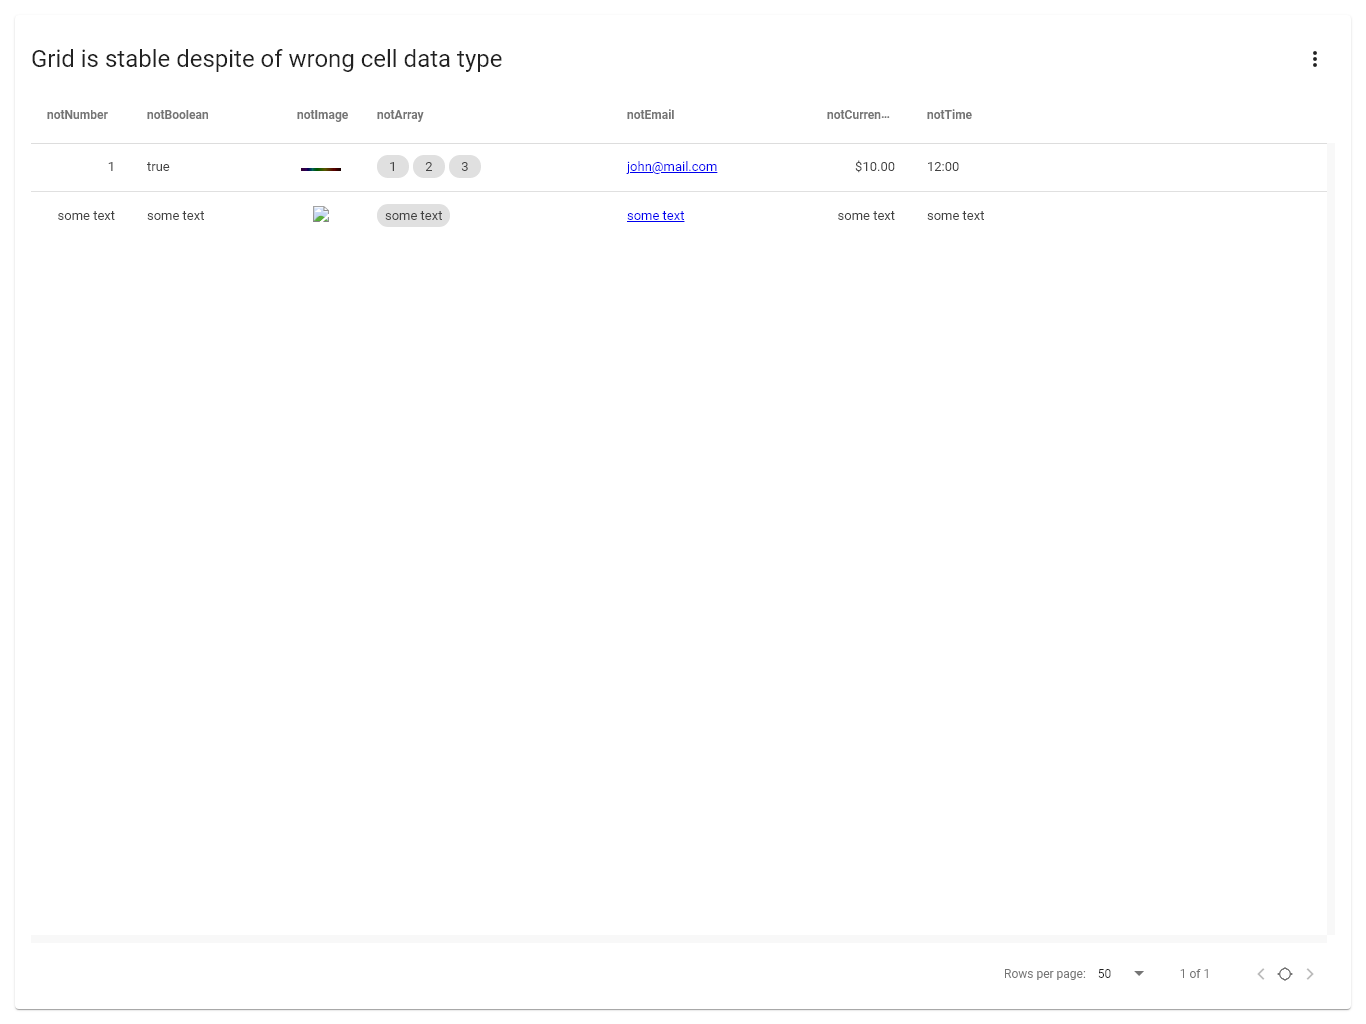 Grid is stable despite of wrong cell data type
notNumber notBoolean notImage notArray notEmail notCurren... notTime
1 true 1 2 3 john@mail.com $10.00 12:00
some text some text some text some text some text some text
Rows per page: 50 1 of 1